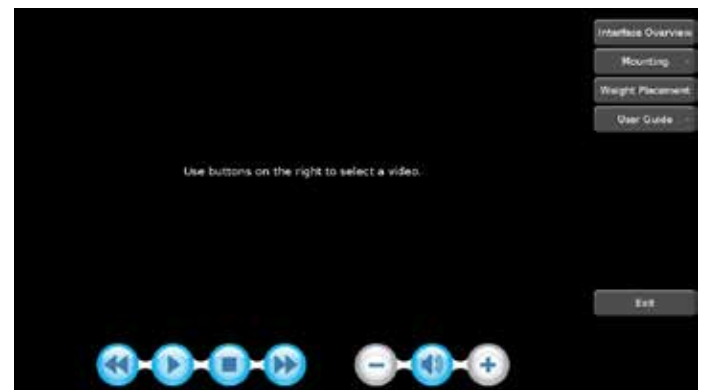 Interface Overview
Mounting
Weight Placement
User Guide
Use buttons on the right to select a video.
Exit